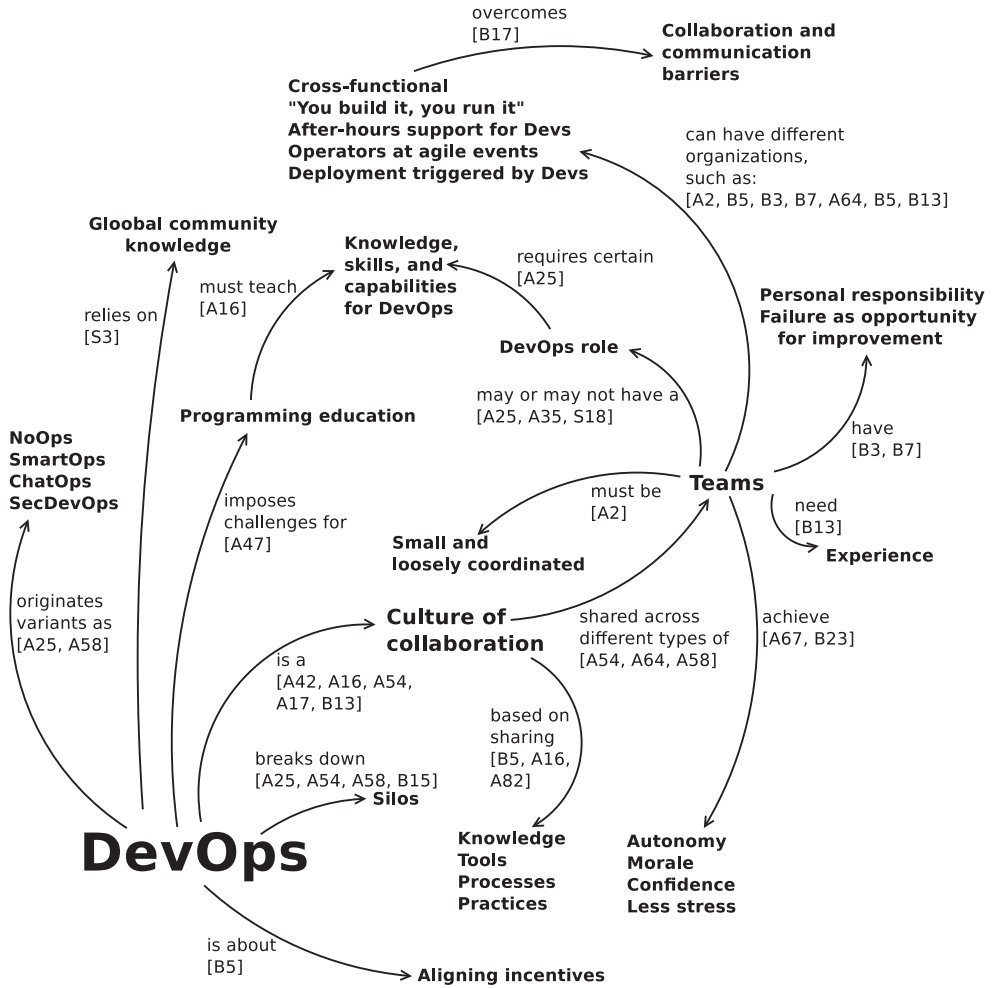 overcomes
[B17]
Collaboration and
communication
barriers
Cross-functional
"You build it, you run it"
After-hours support for Devs
Operators at agile events
Deployment triggered by Devs
can have different
organizations,
such as:
[A2, B5, B3, B7, A64, B5, B13]
Gloobal community
knowledge
Knowledge,
skills, and
capabilities
for DevOps
requires certain
[A25]
must teach
[A16]
relies on
[S3]
Personal responsibility
Failure as opportunity
for improvement
DevOps role
may or may not have a
[A25, A35, S18]
Programming education
have
[B3, B7]
NoOps
SmartOps
ChatOps
SecDevOps
Teams
must be
[A2]
need
[B13]
imposes
challenges for
[A47]
Small and
loosely coordinated
Experience
originates
variants as
[A25, A58]
Culture of
collaboration
shared across
different types of
[A54, A64, A58]
achieve
[A67, B23]
is a
[A42, A16, A54,
A17, B13]
based on
sharing
[B5, A16,
A82]
breaks down
[A25, A54, A58, B15]
Silos
DevOps
Knowledge
Tools
Processes
Practices
Autonomy
Morale
Confidence
Less stress
is about
[B5]
Aligning incentives